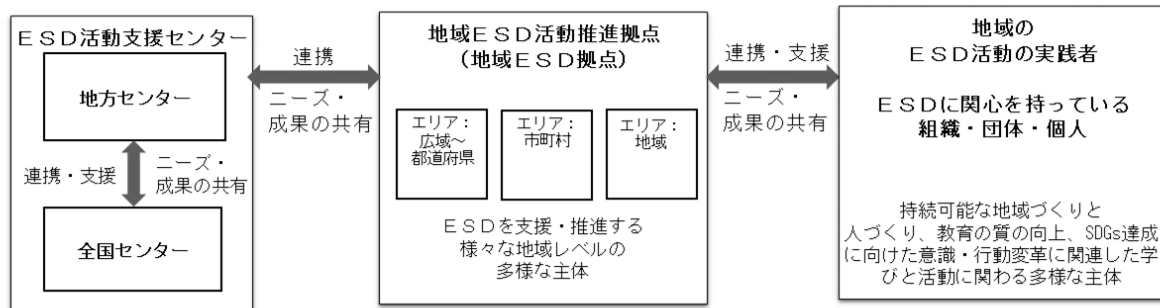 ESD活動支援センター
地方センター
連携・支援
ニーズ・
成果の共有
全国センター
連携
ニーズ・
成果の共有
地域ESD活動推進拠点
(地域ESD拠点)
エリア:
広域~
都道府県
エリア:
市町村
エリア:
地域
ESDを支援・推進する
様々な地域レベルの
多様な主体
連携・支援
ニーズ・
成果の共有
地域の
ESD活動の実践者
ESDに関心を持っている
組織・団体・個人
持続可能な地域づくりと
人づくり、教育の質の向上、SDGs達成
に向けた意識・行動変革に関連した学
びと活動に関わる多様な主体